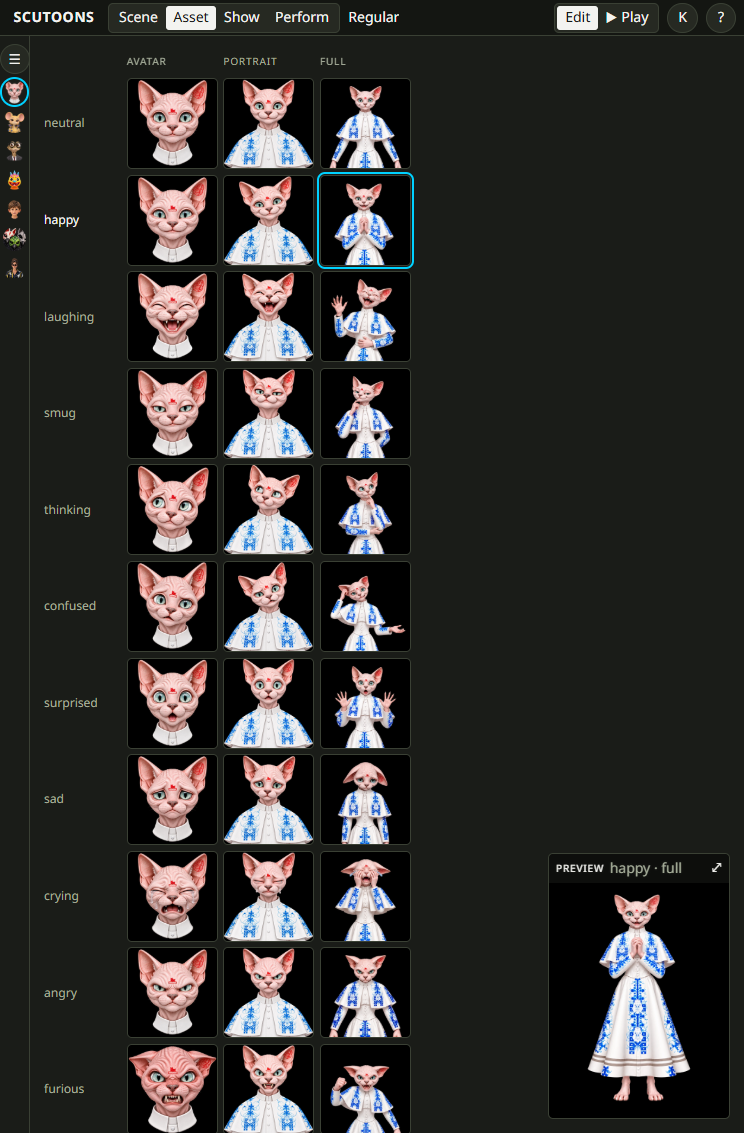 SCUTOONS Scene Asset Show Perform Regular Edit ▶ Play K ?
☰
AVATAR PORTRAIT FULL
neutral
happy
laughing
smug
thinking
confused
surprised
sad
PREVIEW happy · full
crying
angry
furious